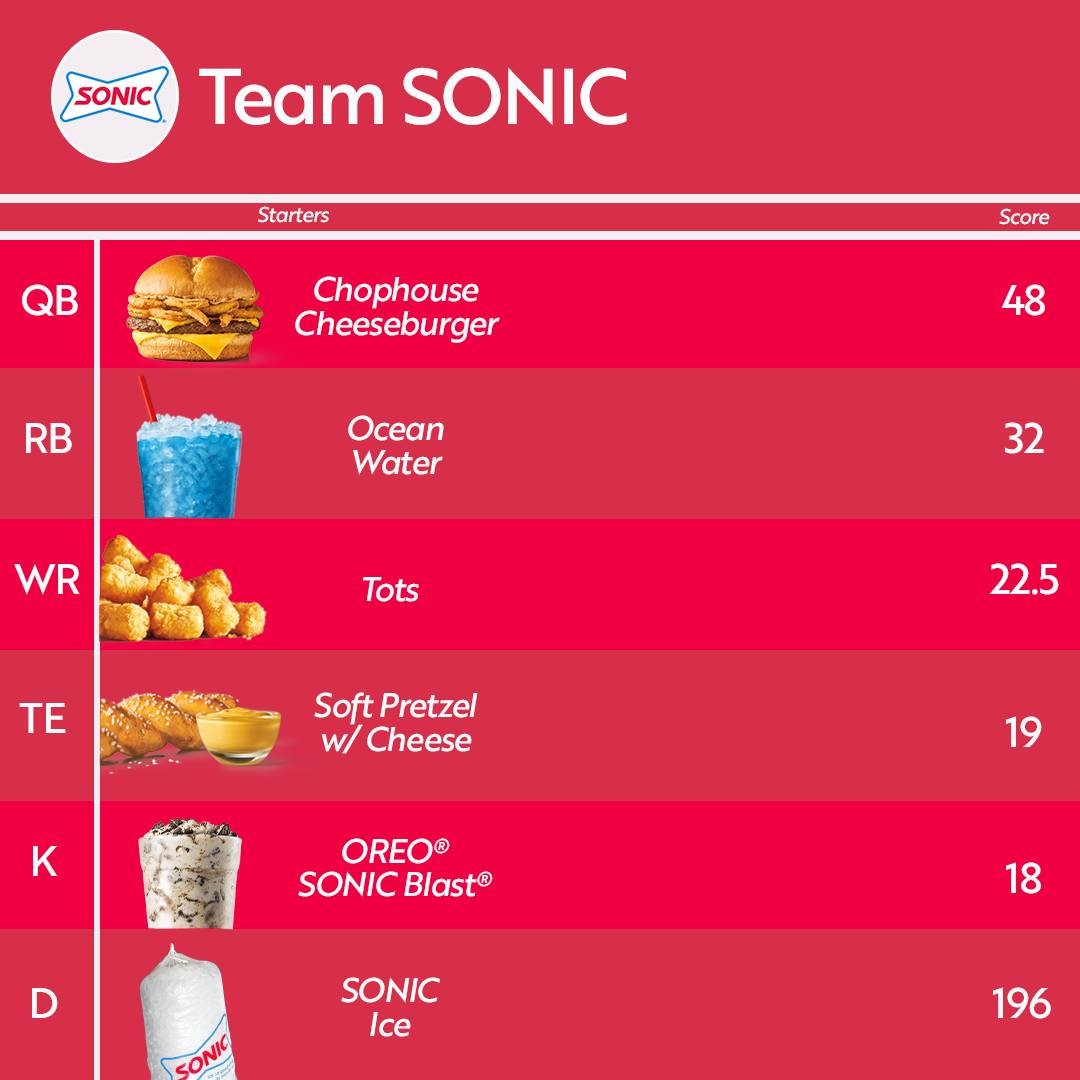 SONIC
Team SONIC
Starters Score
QB Chophouse
Cheeseburger 48
RB Ocean
Water 32
WR Tots 22.5
TE Soft Pretzel
w/ Cheese 19
K OREO®
SONIC Blast® 18
D SONIC
Ice 196
SONIC